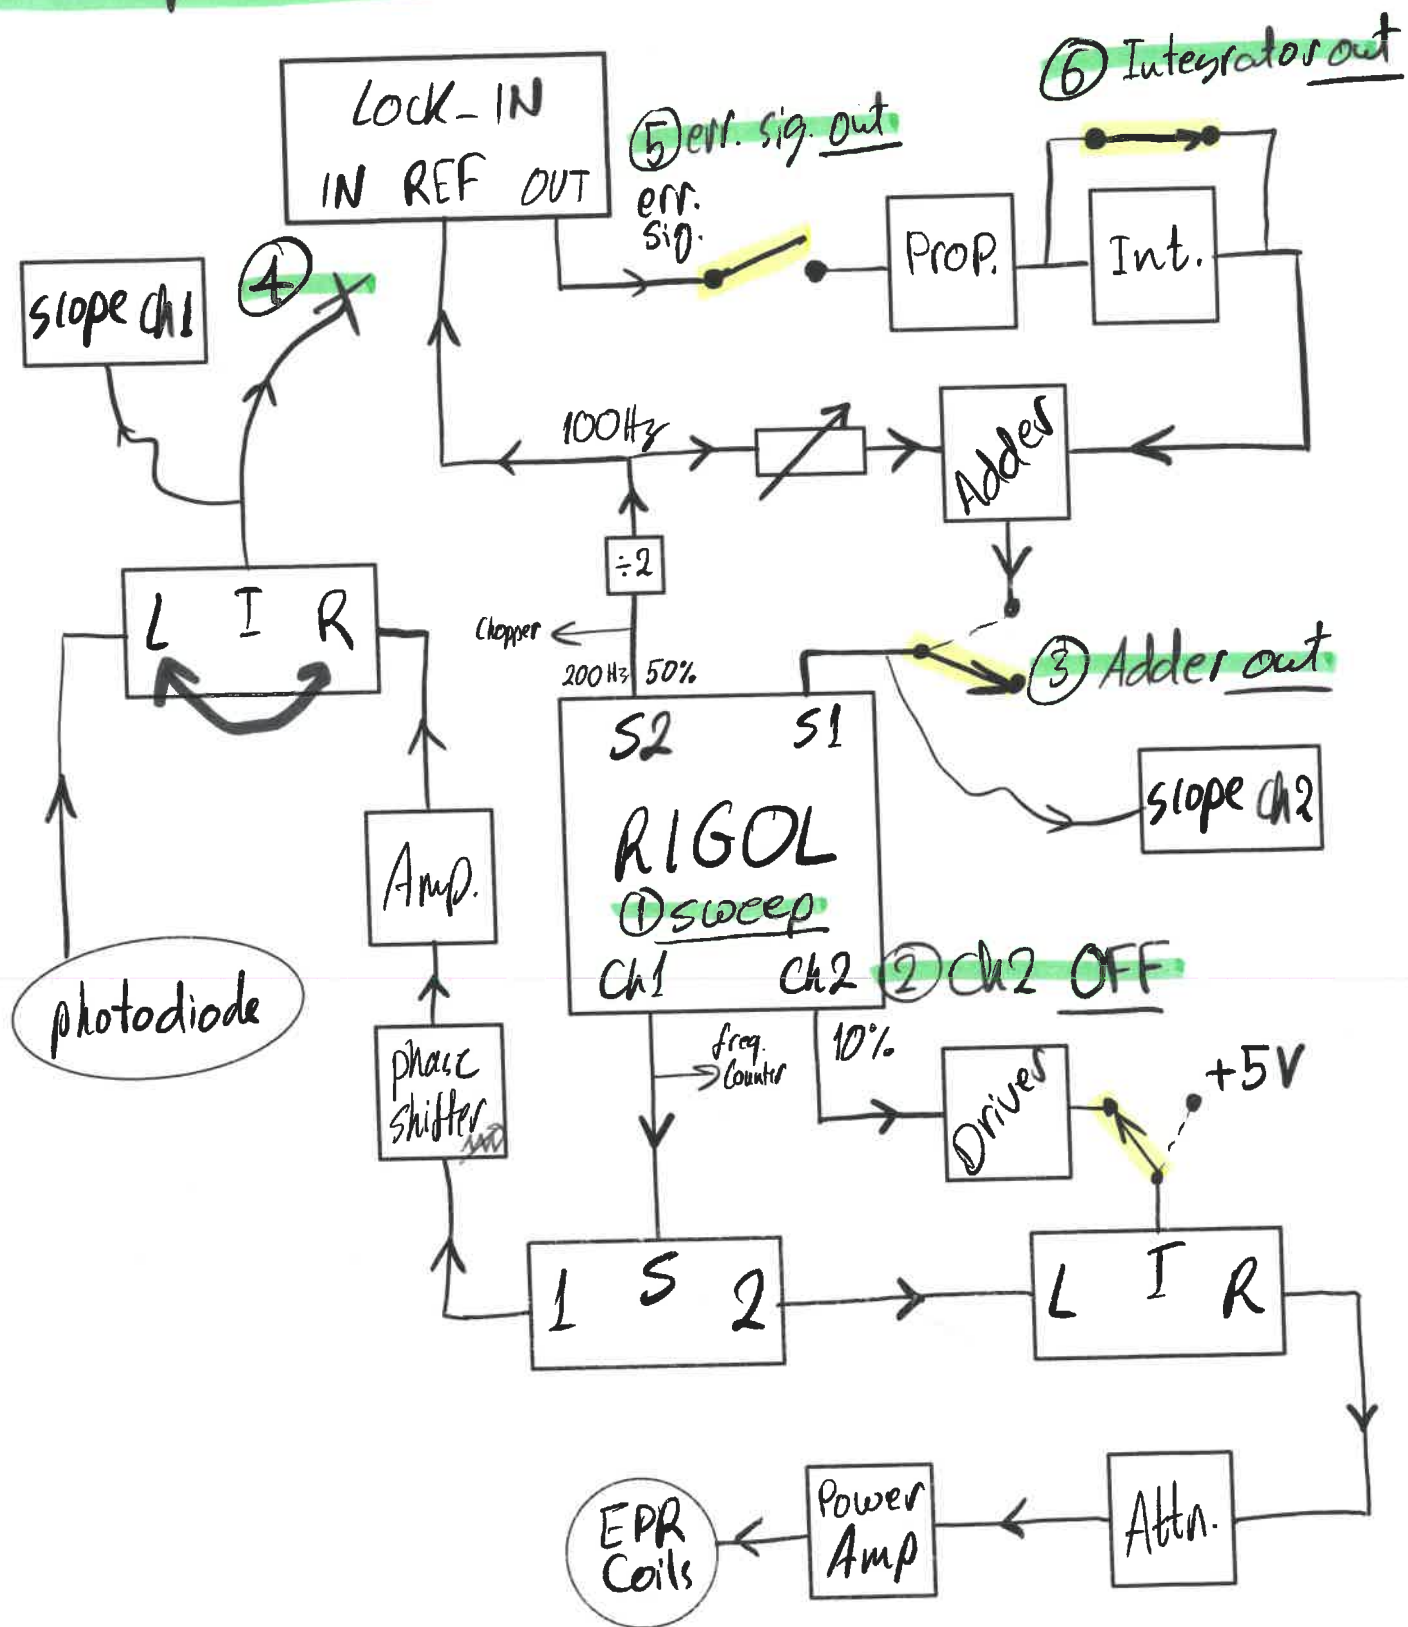 ⑥ Integrator out
LOCK-IN
IN REF OUT
⑤ err. sig. out
err.
sig.
Prop.
Int.
slope ch1
④
100Hz
Adder
÷2
L I R
Chopper
200Hz 50%
③ Adder out
S2 S1
RIGOL
① sweep
Ch1 Ch2
② Ch2 OFF
slope ch2
Amp.
photodiode
phase
shifter
freq.
Counter
10%
Driver
+5V
1 S 2
L I R
EPR
Coils
Power
Amp
Attn.